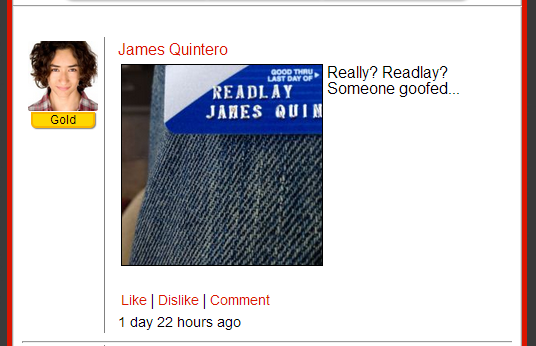 James Quintero
GOOD THRU
LAST DAY OF
READLAY
JAMES QUIN
Really? Readlay?
Someone goofed...
Gold
Like | Dislike | Comment
1 day 22 hours ago